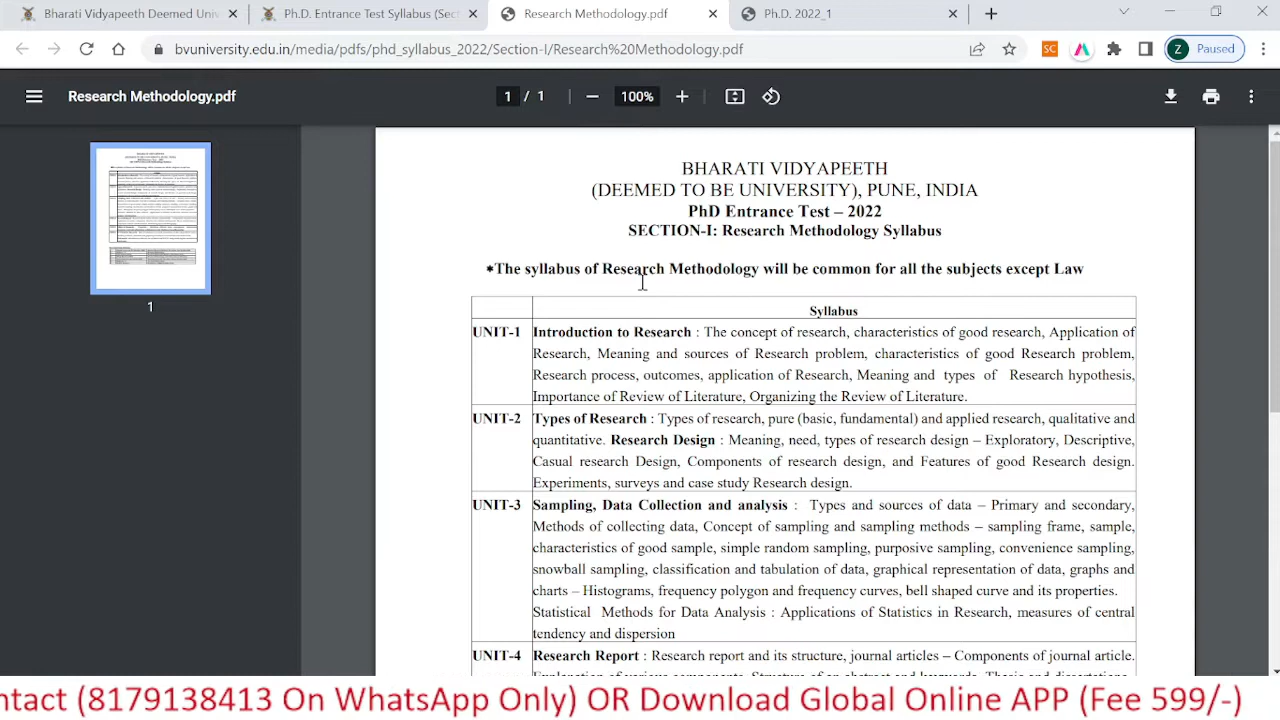 Bharati Vidyapeeth Deemed Univ
Ph.D. Entrance Test Syllabus (Sect
Research Methodology.pdf
Ph.D. 2022_1
bvuniversity.edu.in/media/pdfs/phd_syllabus_2022/Section-I/Research%20Methodology.pdf
SC
Z
Paused
Research Methodology.pdf
1 / 1
100%
1
BHARATI VIDYAPEETH
(DEEMED TO BE UNIVERSITY), PUNE, INDIA
PhD Entrance Test – 2022
SECTION-I: Research Methodology Syllabus
*The syllabus of Research Methodology will be common for all the subjects except Law
Syllabus
UNIT-1 Introduction to Research : The concept of research, characteristics of good research, Application of
Research, Meaning and sources of Research problem, characteristics of good Research problem,
Research process, outcomes, application of Research, Meaning and types of Research hypothesis,
Importance of Review of Literature, Organizing the Review of Literature.
UNIT-2 Types of Research : Types of research, pure (basic, fundamental) and applied research, qualitative and
quantitative. Research Design : Meaning, need, types of research design – Exploratory, Descriptive,
Casual research Design, Components of research design, and Features of good Research design.
Experiments, surveys and case study Research design.
UNIT-3 Sampling, Data Collection and analysis : Types and sources of data – Primary and secondary,
Methods of collecting data, Concept of sampling and sampling methods – sampling frame, sample,
characteristics of good sample, simple random sampling, purposive sampling, convenience sampling,
snowball sampling, classification and tabulation of data, graphical representation of data, graphs and
charts – Histograms, frequency polygon and frequency curves, bell shaped curve and its properties.
Statistical Methods for Data Analysis : Applications of Statistics in Research, measures of central
tendency and dispersion
UNIT-4 Research Report : Research report and its structure, journal articles – Components of journal article.
ntact (8179138413 On WhatsApp Only) OR Download Global Online APP (Fee 599/-)